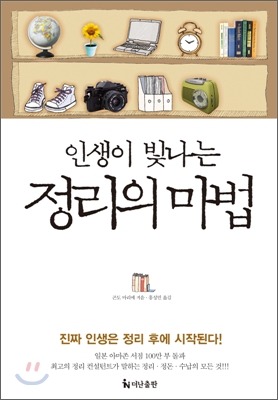 인생이 빛나는
정리의 마법
곤도 마리에 지음 · 홍성민 옮김
진짜 인생은 정리 후에 시작된다!
일본 아마존 서점 100만 부 돌파
최고의 정리 컨설턴트가 말하는 정리 · 정돈 · 수납의 모든 것!!!
더난출판
yes24